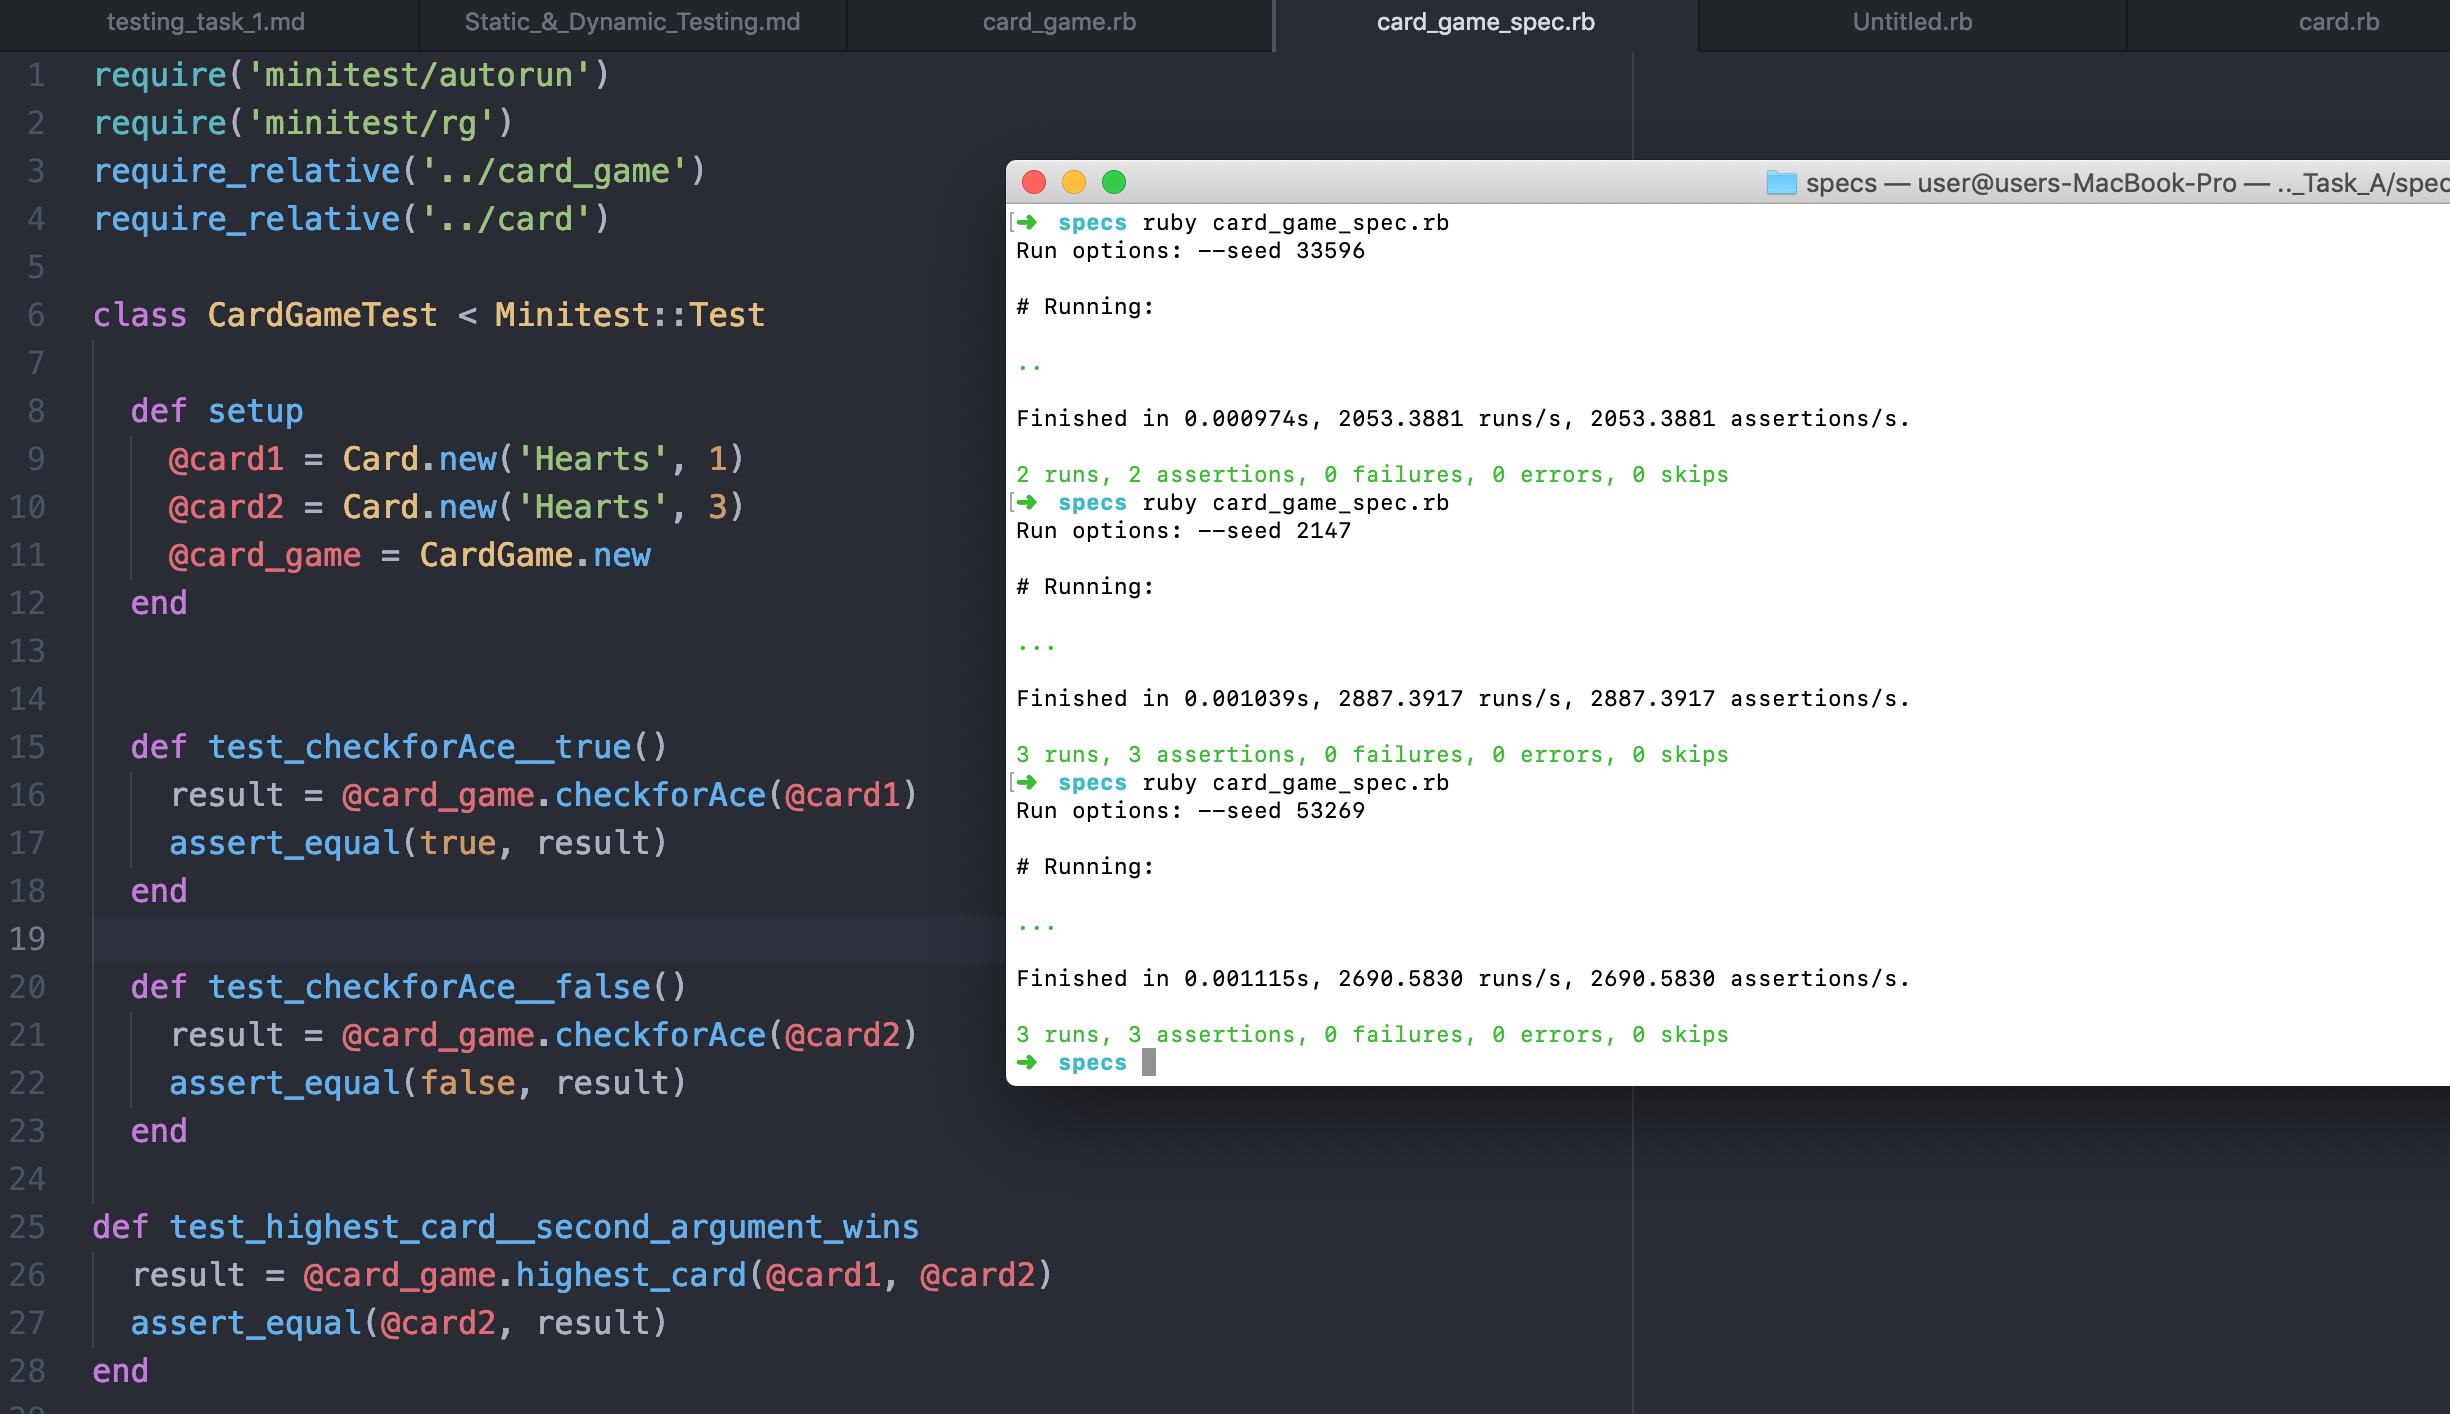 testing_task_1.md
Static_&_Dynamic_Testing.md
card_game.rb
card_game_spec.rb
Untitled.rb
card.rb
1 require('minitest/autorun')
2 require('minitest/rg')
3 require_relative('../card_game')
4 require_relative('../card')
5
6 class CardGameTest < Minitest::Test
7
8 def setup
9 @card1 = Card.new('Hearts', 1)
10 @card2 = Card.new('Hearts', 3)
11 @card_game = CardGame.new
12 end
13
14
15 def test_checkforAce__true()
16 result = @card_game.checkforAce(@card1)
17 assert_equal(true, result)
18 end
19
20 def test_checkforAce__false()
21 result = @card_game.checkforAce(@card2)
22 assert_equal(false, result)
23 end
24
25 def test_highest_card__second_argument_wins
26 result = @card_game.highest_card(@card1, @card2)
27 assert_equal(@card2, result)
28 end
specs — user@users-MacBook-Pro — .._Task_A/spec
[➜ specs ruby card_game_spec.rb
Run options: --seed 33596
# Running:
..
Finished in 0.000974s, 2053.3881 runs/s, 2053.3881 assertions/s.
2 runs, 2 assertions, 0 failures, 0 errors, 0 skips
[➜ specs ruby card_game_spec.rb
Run options: --seed 2147
# Running:
...
Finished in 0.001039s, 2887.3917 runs/s, 2887.3917 assertions/s.
3 runs, 3 assertions, 0 failures, 0 errors, 0 skips
[➜ specs ruby card_game_spec.rb
Run options: --seed 53269
# Running:
...
Finished in 0.001115s, 2690.5830 runs/s, 2690.5830 assertions/s.
3 runs, 3 assertions, 0 failures, 0 errors, 0 skips
➜ specs